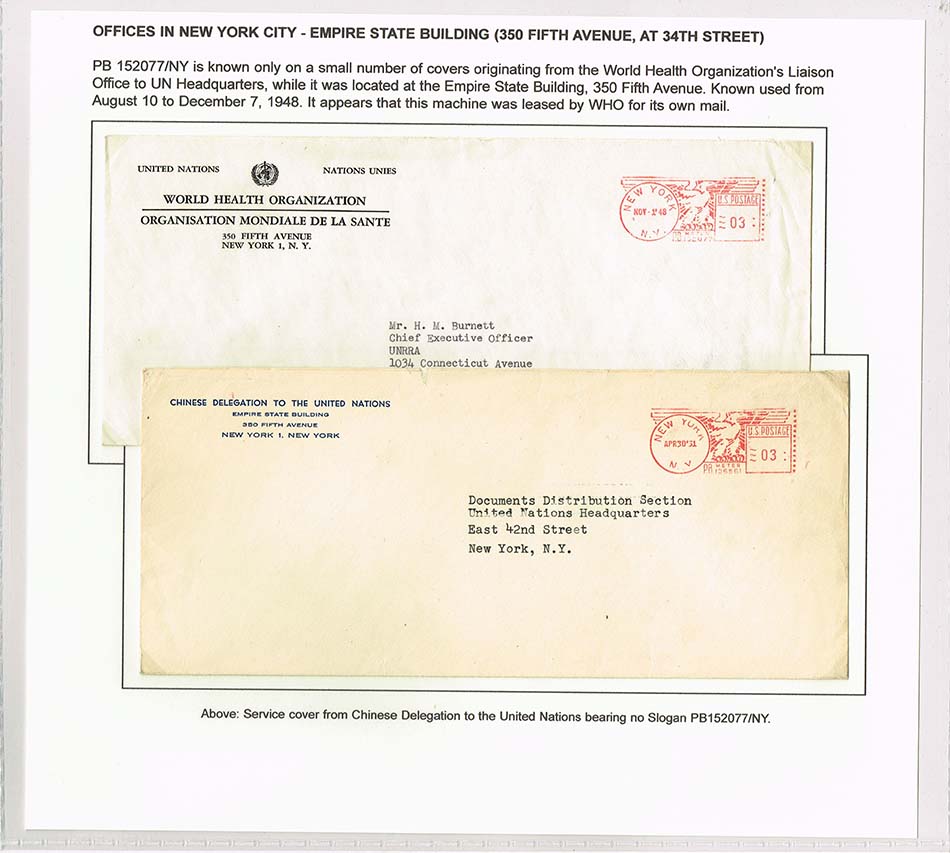 OFFICES IN NEW YORK CITY - EMPIRE STATE BUILDING (350 FIFTH AVENUE, AT 34TH STREET)
PB 152077/NY is known only on a small number of covers originating from the World Health Organization's Liaison
Office to UN Headquarters, while it was located at the Empire State Building, 350 Fifth Avenue. Known used from
August 10 to December 7, 1948. It appears that this machine was leased by WHO for its own mail.
UNITED NATIONS NATIONS UNIES
WORLD HEALTH ORGANIZATION
ORGANISATION MONDIALE DE LA SANTE
350 FIFTH AVENUE
NEW YORK 1, N. Y.
NEW YORK
NOV-1'48
N.Y.
U.S. POSTAGE
03
P.B. METER
152077
Mr. H. M. Burnett
Chief Executive Officer
UNRRA
1034 Connecticut Avenue
CHINESE DELEGATION TO THE UNITED NATIONS
EMPIRE STATE BUILDING
350 FIFTH AVENUE
NEW YORK 1, NEW YORK
NEW YORK
APR30'51
N.Y.
U.S. POSTAGE
03
P.B. METER
Documents Distribution Section
United Nations Headquarters
East 42nd Street
New York, N.Y.
Above: Service cover from Chinese Delegation to the United Nations bearing no Slogan PB152077/NY.